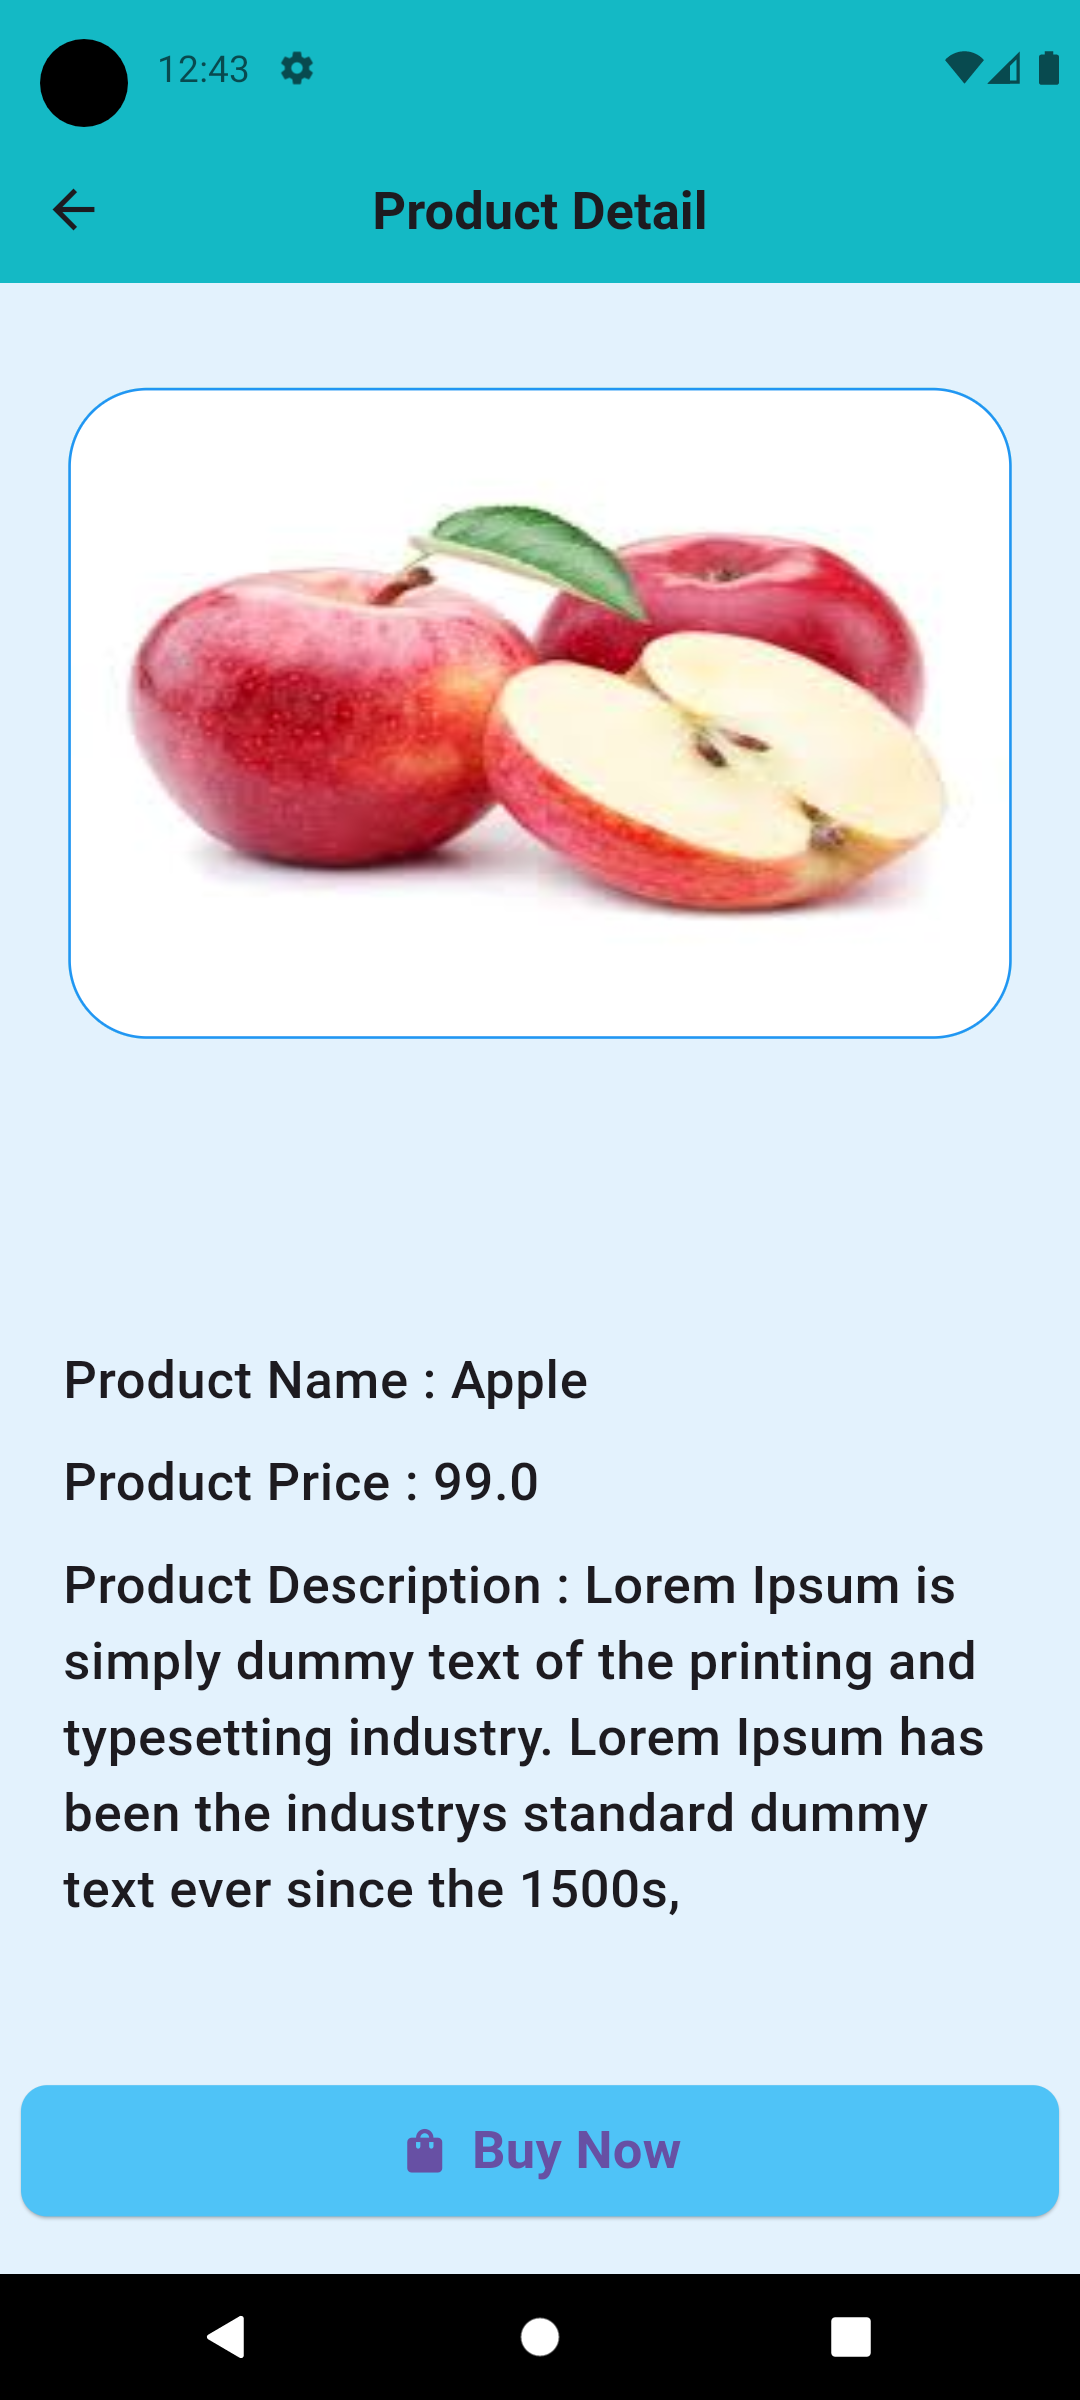 12:43
Product Detail
Product Name : Apple
Product Price : 99.0
Product Description : Lorem Ipsum is
simply dummy text of the printing and
typesetting industry. Lorem Ipsum has
been the industrys standard dummy
text ever since the 1500s,
Buy Now